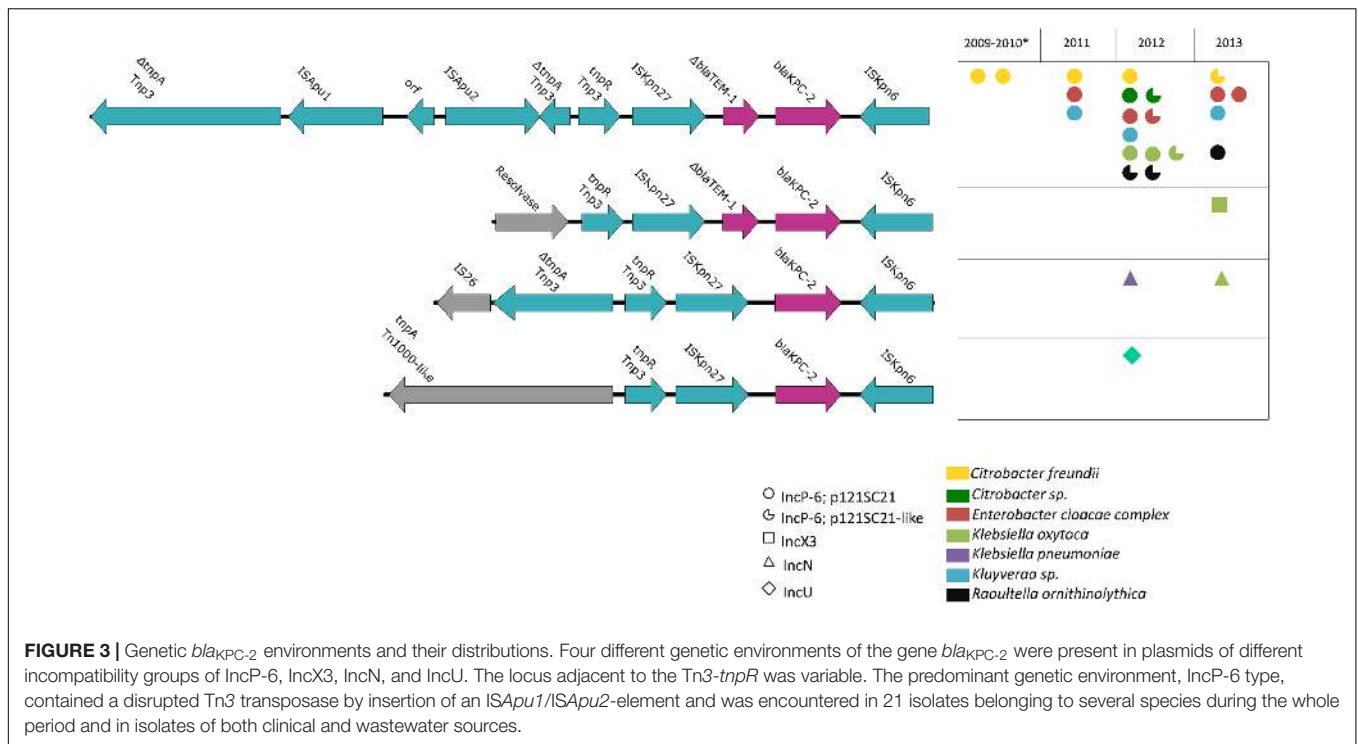 2009-2010*
2011
2012
2013
ΔtnpA
Tnp3
ISApu1
orf
ISApu2
ΔtnpA
Tnp3
tnpR
Tnp3
ISKpn27
ΔblaTEM-1
blaKPC-2
ISKpn6
Resolvase
tnpR
Tnp3
ISKpn27
ΔblaTEM-1
blaKPC-2
ISKpn6
IS26
ΔtnpA
Tnp3
tnpR
Tnp3
ISKpn27
blaKPC-2
ISKpn6
tnpA
Tn1000-like
tnpR
Tnp3
ISKpn27
blaKPC-2
ISKpn6
IncP-6; p121SC21
IncP-6; p121SC21-like
IncX3
IncN
IncU
Citrobacter freundii
Citrobacter sp.
Enterobacter cloacae complex
Klebsiella oxytoca
Klebsiella pneumoniae
Kluyveraa sp.
Raoultella ornithinolythica
FIGURE 3 | Genetic blaKPC-2 environments and their distributions. Four different genetic environments of the gene blaKPC-2 were present in plasmids of different
incompatibility groups of IncP-6, IncX3, IncN, and IncU. The locus adjacent to the Tn3-tnpR was variable. The predominant genetic environment, IncP-6 type,
contained a disrupted Tn3 transposase by insertion of an ISApu1/ISApu2-element and was encountered in 21 isolates belonging to several species during the whole
period and in isolates of both clinical and wastewater sources.